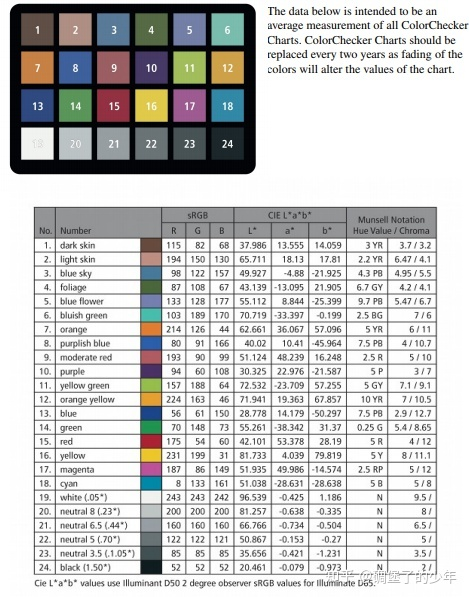 1 2 3 4 5 6
7 8 9 10 11 12
13 14 15 16 17 18
19 20 21 22 23 24
The data below is intended to be an
average measurement of all ColorChecker
Charts. ColorChecker Charts should be
replaced every two years as fading of the
colors will alter the values of the chart.
sRGB CIE L*a*b* Munsell Notation
No. Number R G B L* a* b* Hue Value / Chroma
1. dark skin 115 82 68 37.986 13.555 14.059 3 YR 3.7 / 3.2
2. light skin 194 150 130 65.711 18.13 17.81 2.2 YR 6.47 / 4.1
3. blue sky 98 122 157 49.927 -4.88 -21.925 4.3 PB 4.95 / 5.5
4. foliage 87 108 67 43.139 -13.095 21.905 6.7 GY 4.2 / 4.1
5. blue flower 133 128 177 55.112 8.844 -25.399 9.7 PB 5.47 / 6.7
6. bluish green 103 189 170 70.719 -33.397 -0.199 2.5 BG 7 / 6
7. orange 214 126 44 62.661 36.067 57.096 5 YR 6 / 11
8. purplish blue 80 91 166 40.02 10.41 -45.964 7.5 PB 4 / 10.7
9. moderate red 193 90 99 51.124 48.239 16.248 2.5 R 5 / 10
10. purple 94 60 108 30.325 22.976 -21.587 5 P 3 / 7
11. yellow green 157 188 64 72.532 -23.709 57.255 5 GY 7.1 / 9.1
12. orange yellow 224 163 46 71.941 19.363 67.857 10 YR 7 / 10.5
13. blue 56 61 150 28.778 14.179 -50.297 7.5 PB 2.9 / 12.7
14. green 70 148 73 55.261 -38.342 31.37 0.25 G 5.4 / 8.65
15. red 175 54 60 42.101 53.378 28.19 5 R 4 / 12
16. yellow 231 199 31 81.733 4.039 79.819 5 Y 8 / 11.1
17. magenta 187 86 149 51.935 49.986 -14.574 2.5 RP 5 / 12
18. cyan 8 133 161 51.038 -28.631 -28.638 5 B 5 / 8
19. white (.05*) 243 243 242 96.539 -0.425 1.186 N 9.5 /
20. neutral 8 (.23*) 200 200 200 81.257 -0.638 -0.335 N 8 /
21. neutral 6.5 (.44*) 160 160 160 66.766 -0.734 -0.504 N 6.5 /
22. neutral 5 (.70*) 122 122 121 50.867 -0.153 -0.27 N 5 /
23. neutral 3.5 (.1.05*) 85 85 85 35.656 -0.421 -1.231 N 3.5 /
24. black (1.50*) 52 52 52 20.461 -0.079 -0.973 N 2 /
Cie L*a*b* values use Illuminant D50 2 degree observer sRGB values for Illuminate D65.
知乎 @碉堡了的少年